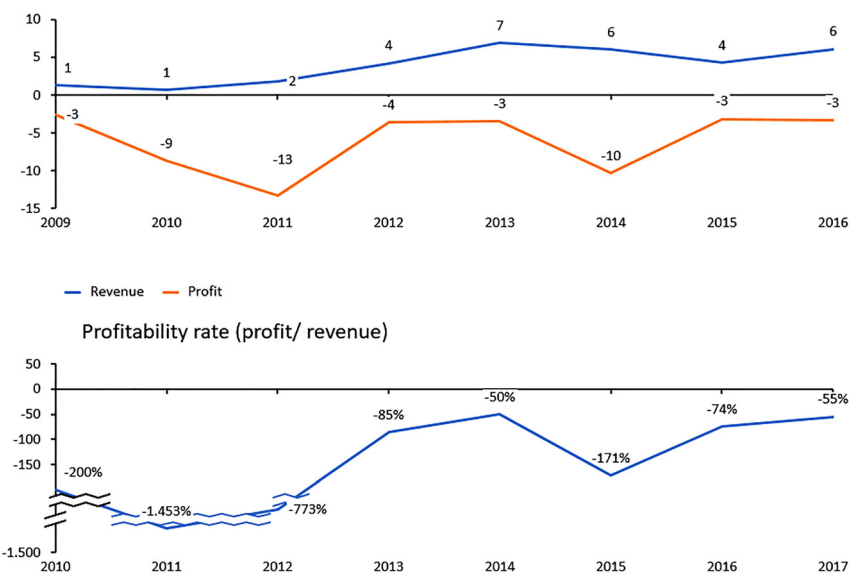 10
1 1 2 4 7 6 4 6
5
0
-3 -9 -13 -4 -3 -10 -3 -3
-5
-10
-15
2009 2010 2011 2012 2013 2014 2015 2016
Revenue Profit
Profitability rate (profit/ revenue)
50
0
-50
-100
-150
-200% -1.453% -773% -85% -50% -171% -74% -55%
-1.500
2010 2011 2012 2013 2014 2015 2016 2017